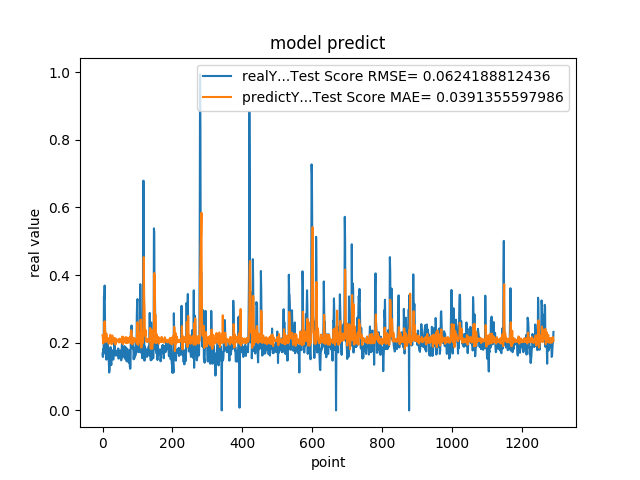 model predict
realY...Test Score RMSE= 0.0624188812436
predictY...Test Score MAE= 0.0391355597986
1.0
0.8
0.6
0.4
0.2
0.0
real value
0 200 400 600 800 1000 1200
point